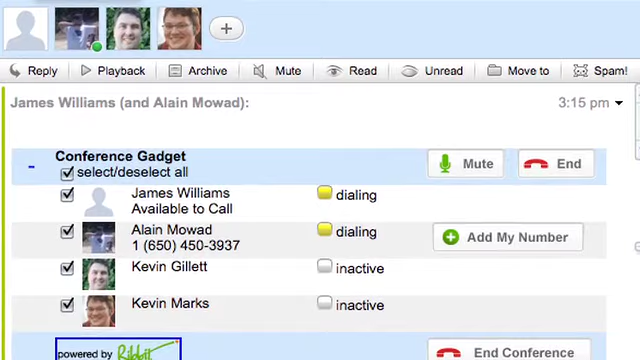 Reply Playback Archive Mute Read Unread Move to Spam!
James Williams (and Alain Mowad): 3:15 pm
Conference Gadget
select/deselect all
Mute End
James Williams
Available to Call
dialing
Alain Mowad
1 (650) 450-3937
dialing
Add My Number
Kevin Gillett
inactive
Kevin Marks
inactive
powered by Ribbit
End Conference